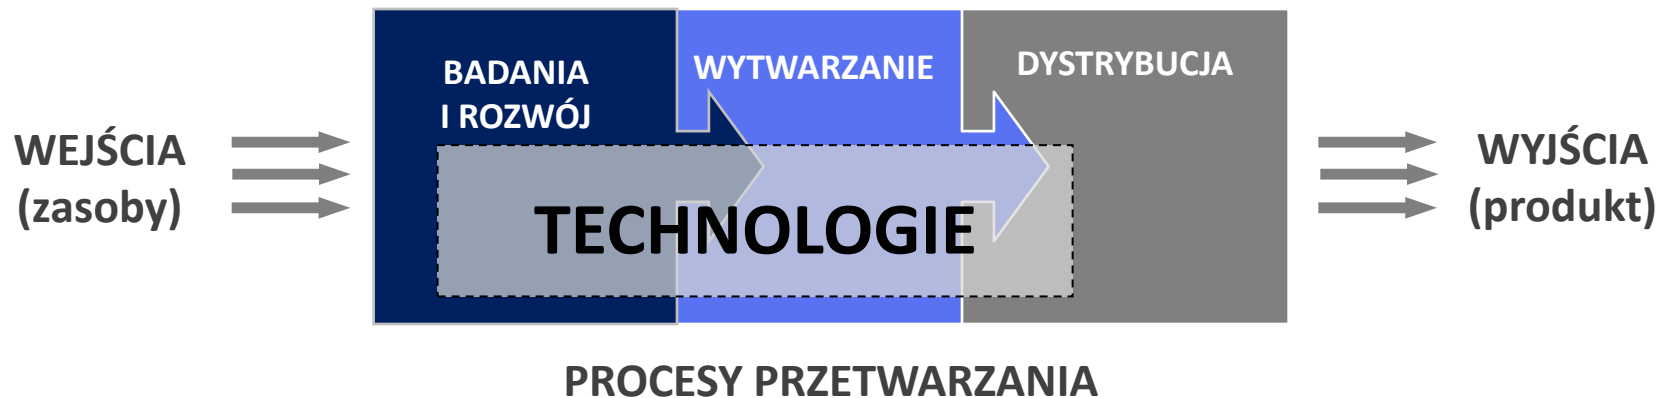 WEJŚCIA
(zasoby)
BADANIA
I ROZWÓJ
WYTWARZANIE
DYSTRYBUCJA
TECHNOLOGIE
WYJŚCIA
(produkt)
PROCESY PRZETWARZANIA